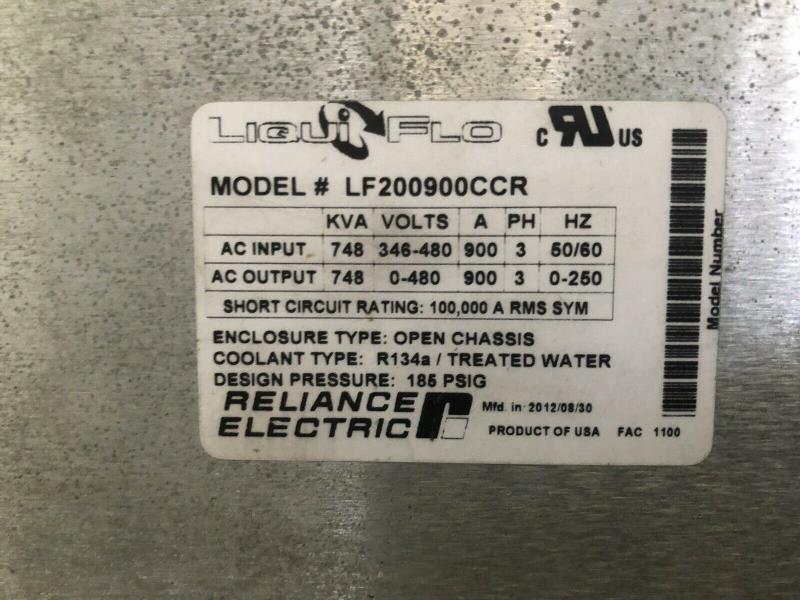 LIQUIFLO
C RU US
MODEL # LF200900CCR
KVA VOLTS A PH HZ
AC INPUT 748 346-480 900 3 50/60
AC OUTPUT 748 0-480 900 3 0-250
SHORT CIRCUIT RATING: 100,000 A RMS SYM
ENCLOSURE TYPE: OPEN CHASSIS
COOLANT TYPE: R134a / TREATED WATER
DESIGN PRESSURE: 185 PSIG
RELIANCE
ELECTRIC
Mfd. in 2012/08/30
PRODUCT OF USA FAC 1100
Model Number